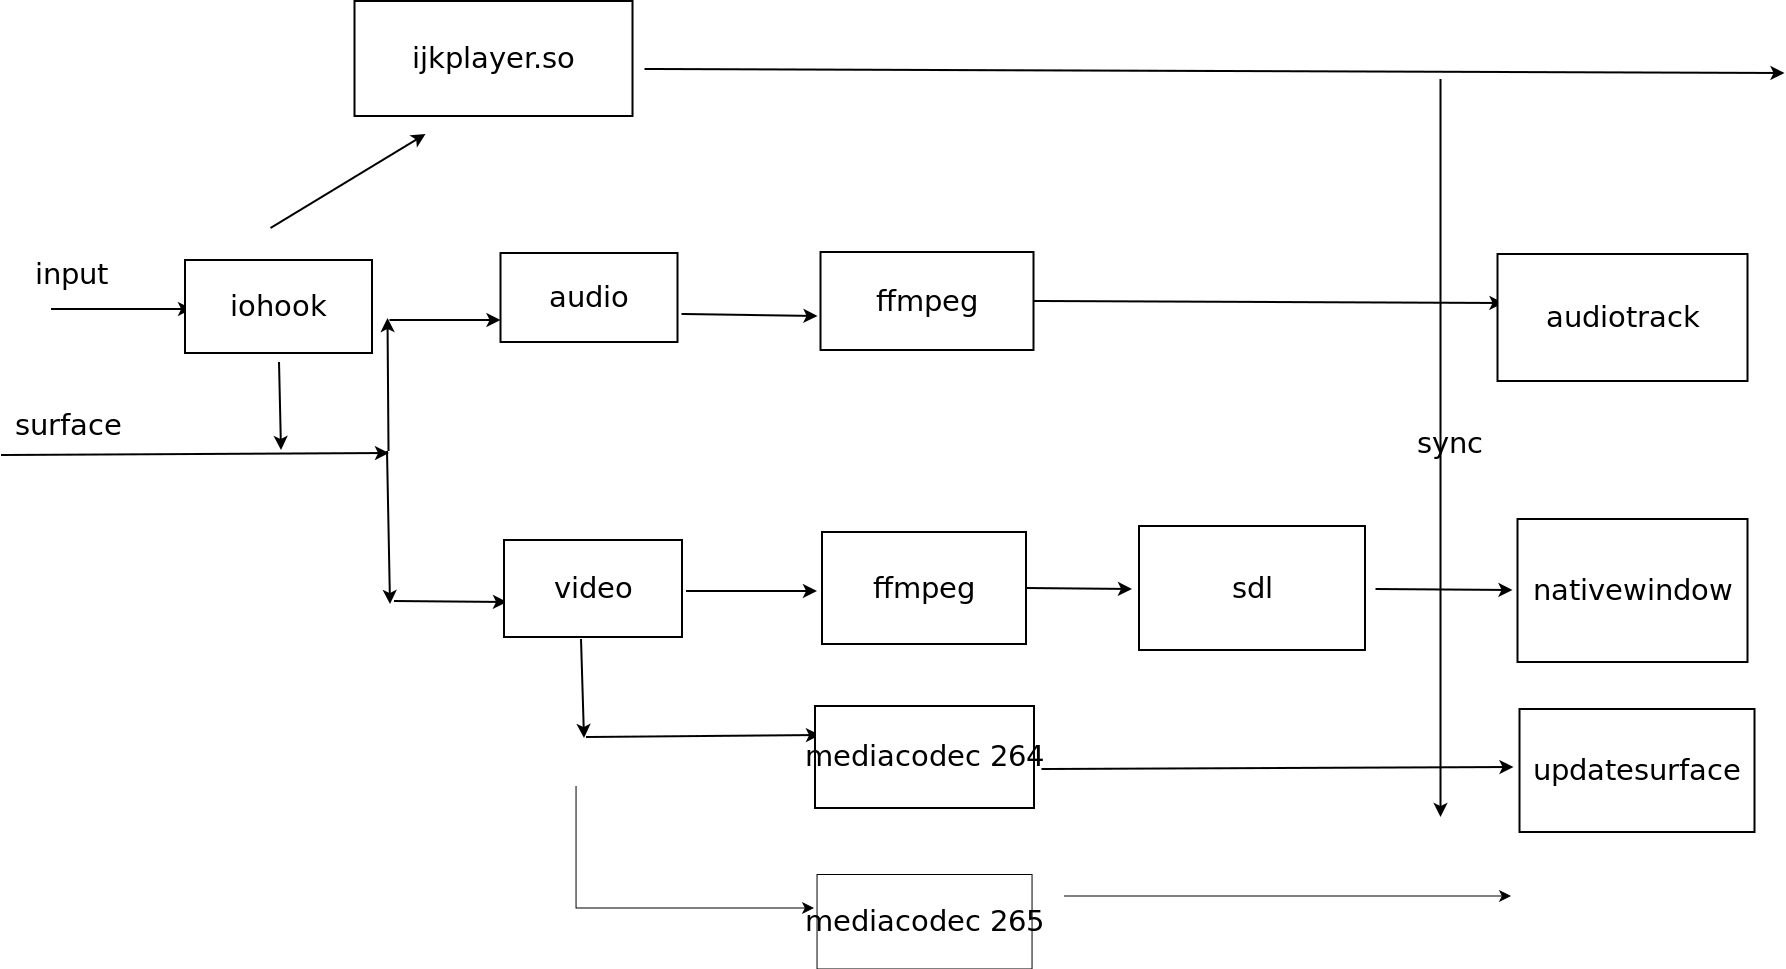 ijkplayer.so
input
iohook
audio
ffmpeg
audiotrack
surface
sync
video
ffmpeg
sdl
nativewindow
mediacodec 264
updatesurface
mediacodec 265